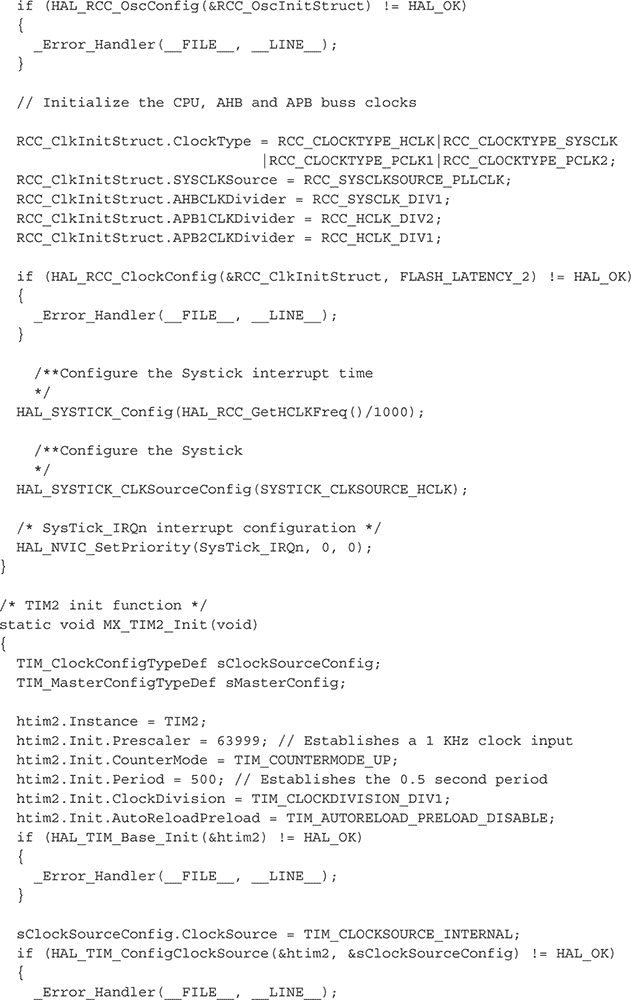 if (HAL_RCC_OscConfig(&RCC_OscInitStruct) != HAL_OK)
  {
    _Error_Handler(__FILE__, __LINE__);
  }

  // Initialize the CPU, AHB and APB buss clocks

  RCC_ClkInitStruct.ClockType = RCC_CLOCKTYPE_HCLK|RCC_CLOCKTYPE_SYSCLK
                              |RCC_CLOCKTYPE_PCLK1|RCC_CLOCKTYPE_PCLK2;
  RCC_ClkInitStruct.SYSCLKSource = RCC_SYSCLKSOURCE_PLLCLK;
  RCC_ClkInitStruct.AHBCLKDivider = RCC_SYSCLK_DIV1;
  RCC_ClkInitStruct.APB1CLKDivider = RCC_HCLK_DIV2;
  RCC_ClkInitStruct.APB2CLKDivider = RCC_HCLK_DIV1;

  if (HAL_RCC_ClockConfig(&RCC_ClkInitStruct, FLASH_LATENCY_2) != HAL_OK)
  {
    _Error_Handler(__FILE__, __LINE__);
  }

    /**Configure the Systick interrupt time
    */
  HAL_SYSTICK_Config(HAL_RCC_GetHCLKFreq()/1000);

    /**Configure the Systick
    */
  HAL_SYSTICK_CLKSourceConfig(SYSTICK_CLKSOURCE_HCLK);

  /* SysTick_IRQn interrupt configuration */
  HAL_NVIC_SetPriority(SysTick_IRQn, 0, 0);
}

/* TIM2 init function */
static void MX_TIM2_Init(void)
{
  TIM_ClockConfigTypeDef sClockSourceConfig;
  TIM_MasterConfigTypeDef sMasterConfig;

  htim2.Instance = TIM2;
  htim2.Init.Prescaler = 63999; // Establishes a 1 KHz clock input
  htim2.Init.CounterMode = TIM_COUNTERMODE_UP;
  htim2.Init.Period = 500; // Establishes the 0.5 second period
  htim2.Init.ClockDivision = TIM_CLOCKDIVISION_DIV1;
  htim2.Init.AutoReloadPreload = TIM_AUTORELOAD_PRELOAD_DISABLE;
  if (HAL_TIM_Base_Init(&htim2) != HAL_OK)
  {
    _Error_Handler(__FILE__, __LINE__);
  }

  sClockSourceConfig.ClockSource = TIM_CLOCKSOURCE_INTERNAL;
  if (HAL_TIM_ConfigClockSource(&htim2, &sClockSourceConfig) != HAL_OK)
  {
    _Error_Handler(__FILE__, __LINE__);